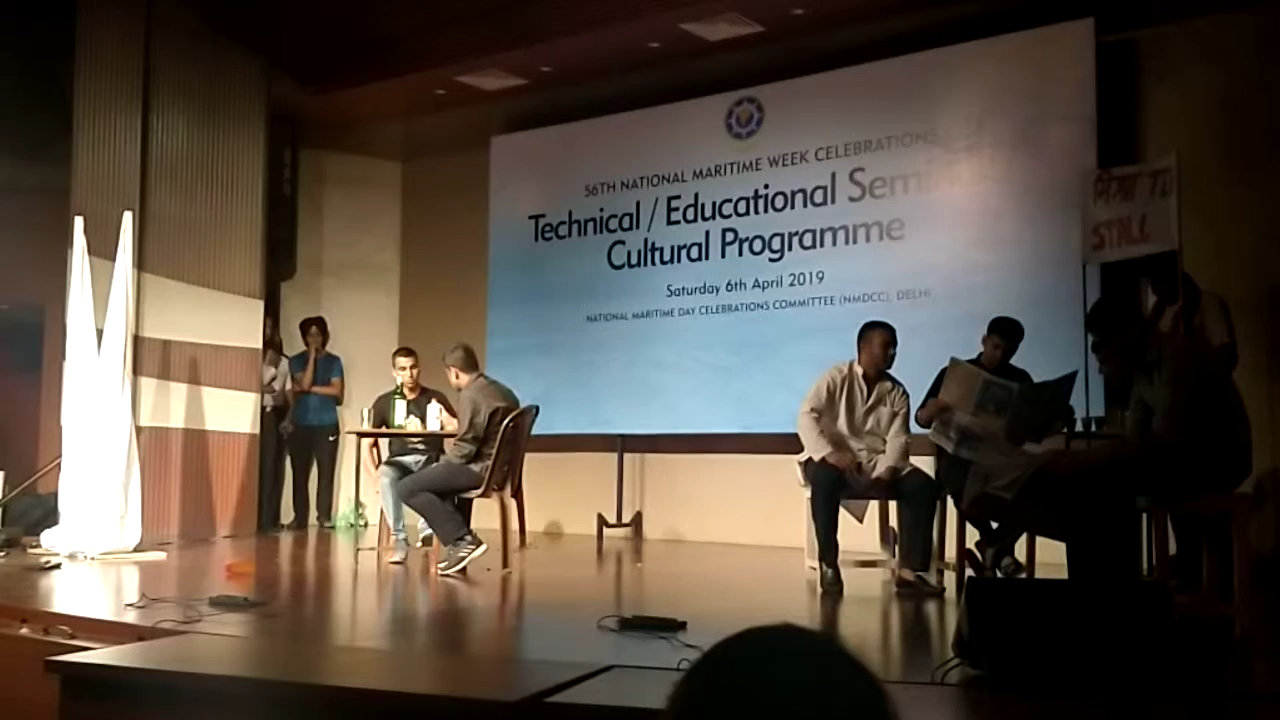 56TH NATIONAL MARITIME WEEK CELEBRATIONS
Technical / Educational Seminar
Cultural Programme
Saturday 6th April 2019
NATIONAL MARITIME DAY CELEBRATIONS COMMITTEE (NMDCC), DELHI
STALL